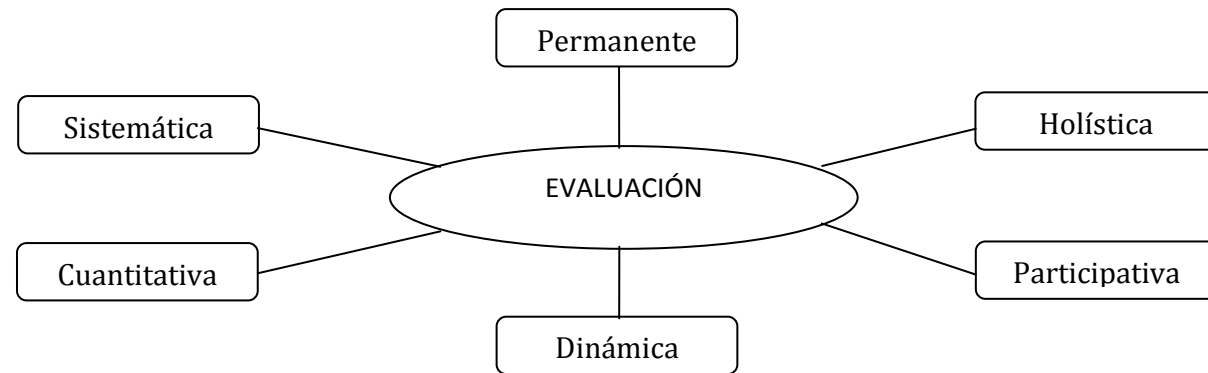 Permanente
Sistemática
Holística
EVALUACIÓN
Cuantitativa
Participativa
Dinámica